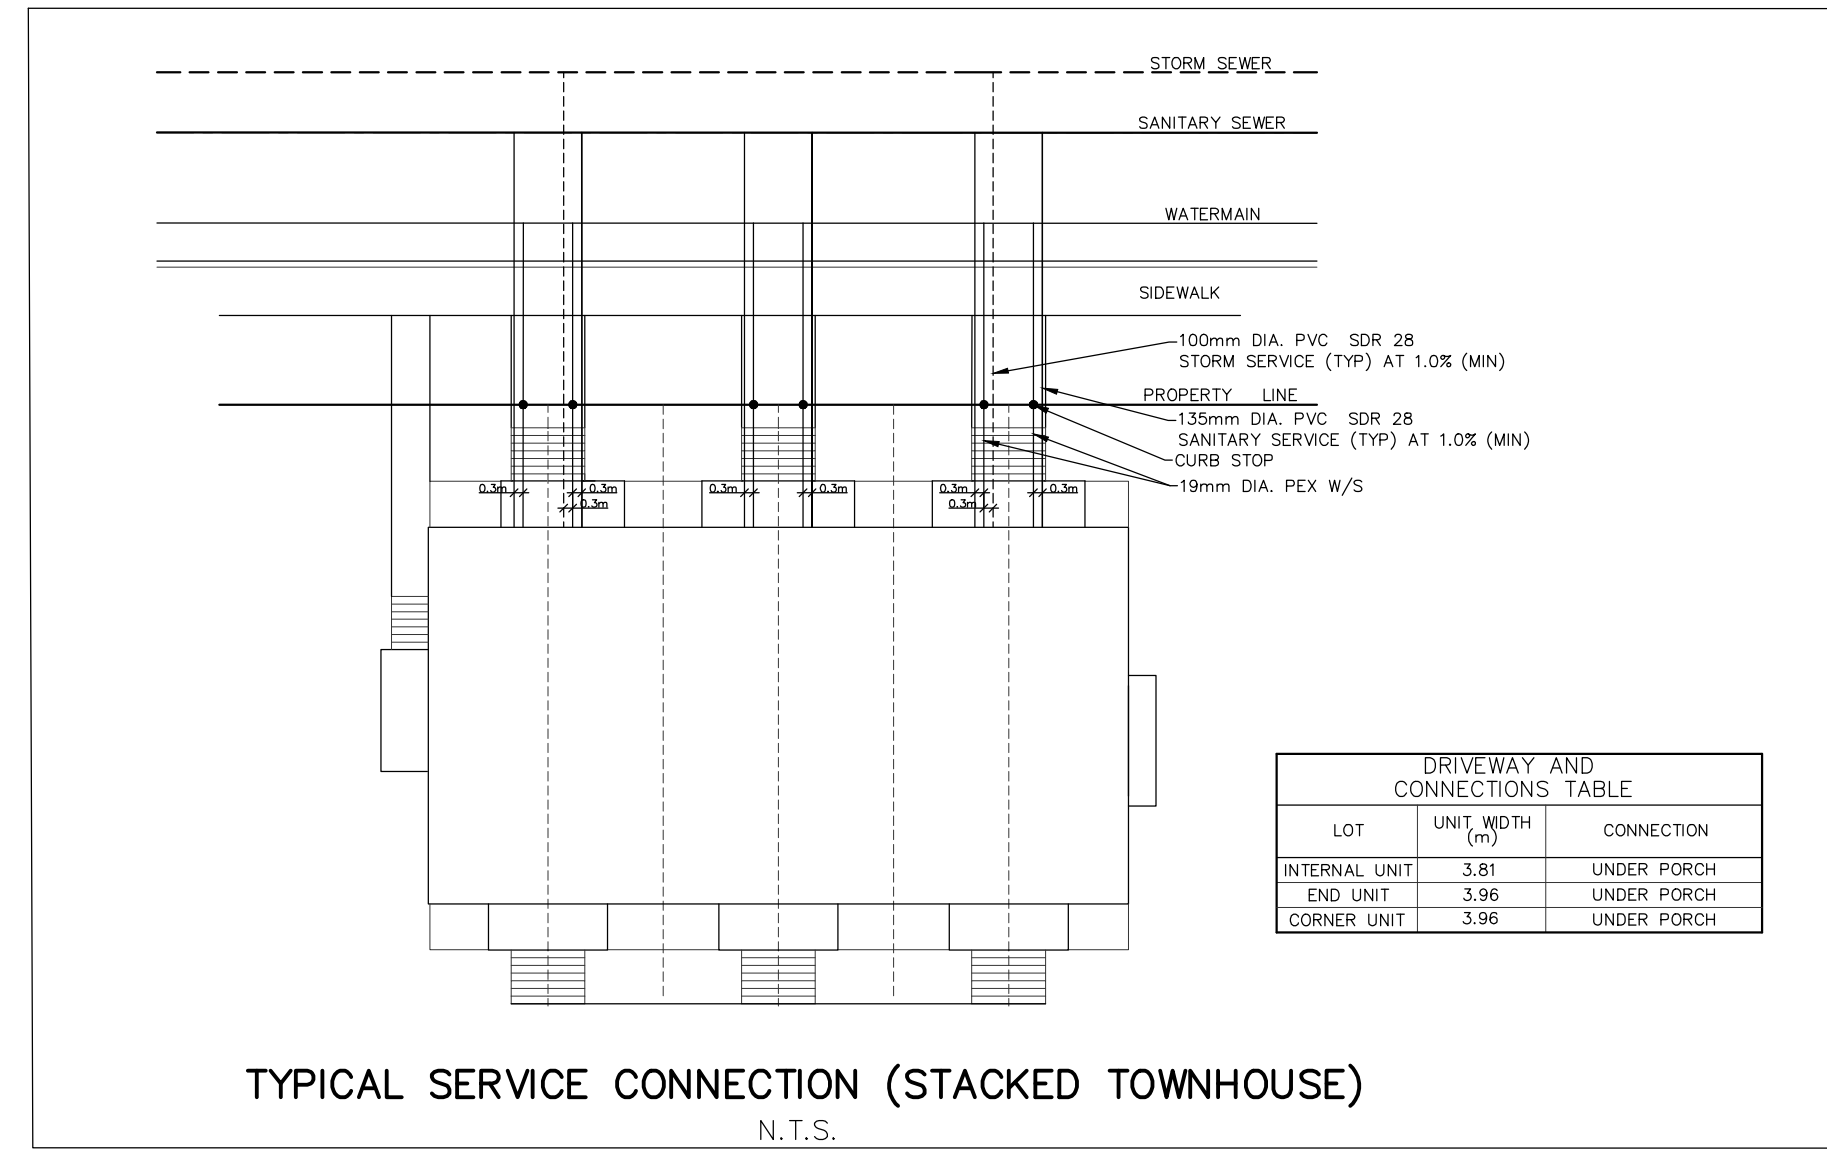 STORM SEWER
SANITARY SEWER
WATERMAIN
SIDEWALK
100mm DIA. PVC SDR 28
STORM SERVICE (TYP) AT 1.0% (MIN)
PROPERTY LINE
135mm DIA. PVC SDR 28
SANITARY SERVICE (TYP) AT 1.0% (MIN)
CURB STOP
19mm DIA. PEX W/S
0.3m 0.3m 0.3m 0.3m 0.3m 0.3m
0.3m 0.3m
DRIVEWAY AND
CONNECTIONS TABLE
LOT UNIT WIDTH (m) CONNECTION
INTERNAL UNIT 3.81 UNDER PORCH
END UNIT 3.96 UNDER PORCH
CORNER UNIT 3.96 UNDER PORCH
TYPICAL SERVICE CONNECTION (STACKED TOWNHOUSE)
N.T.S.